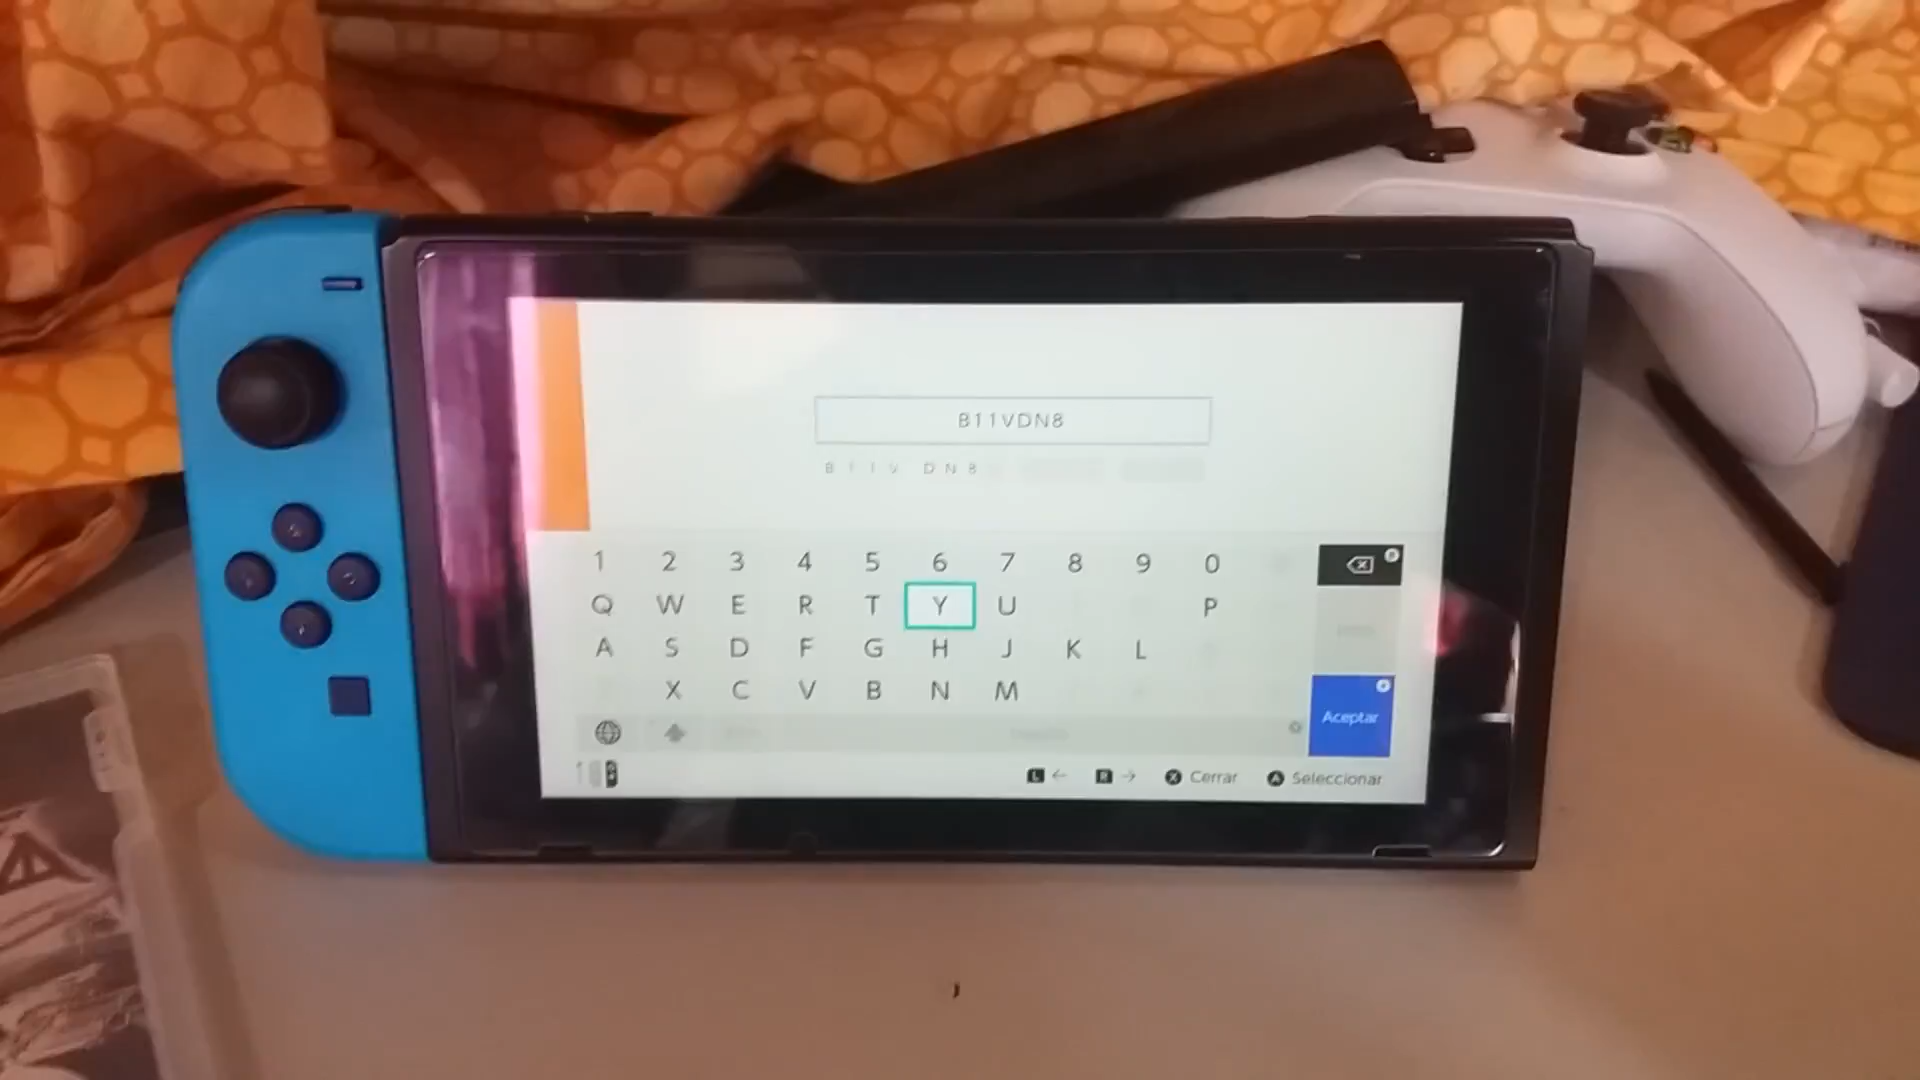 B11VDN8
B 1 1 V D N 8
1 2 3 4 5 6 7 8 9 0
Q W E R T Y U P
A S D F G H J K L
X C V B N M
Aceptar
L ← R → X Cerrar A Seleccionar